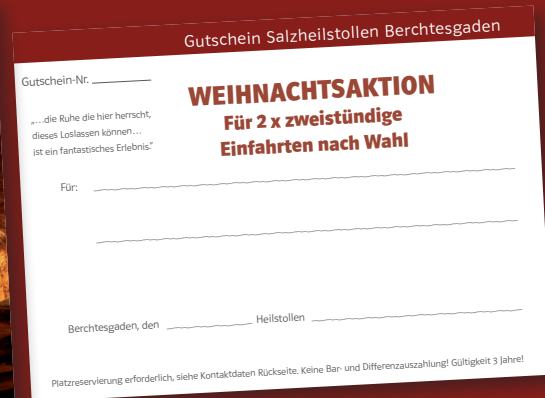 Gutschein Salzheilstollen Berchtesgaden
Gutschein-Nr.
WEIHNACHTSAKTION
Für 2 x zweistündige
Einfahrten nach Wahl
„...die Ruhe die hier herrscht,
dieses Loslassen können...
ist ein fantastisches Erlebnis.“
Für:
Berchtesgaden, den Heilstollen
Platzreservierung erforderlich, siehe Kontaktdaten Rückseite. Keine Bar- und Differenzauszahlung! Gültigkeit 3 Jahre!